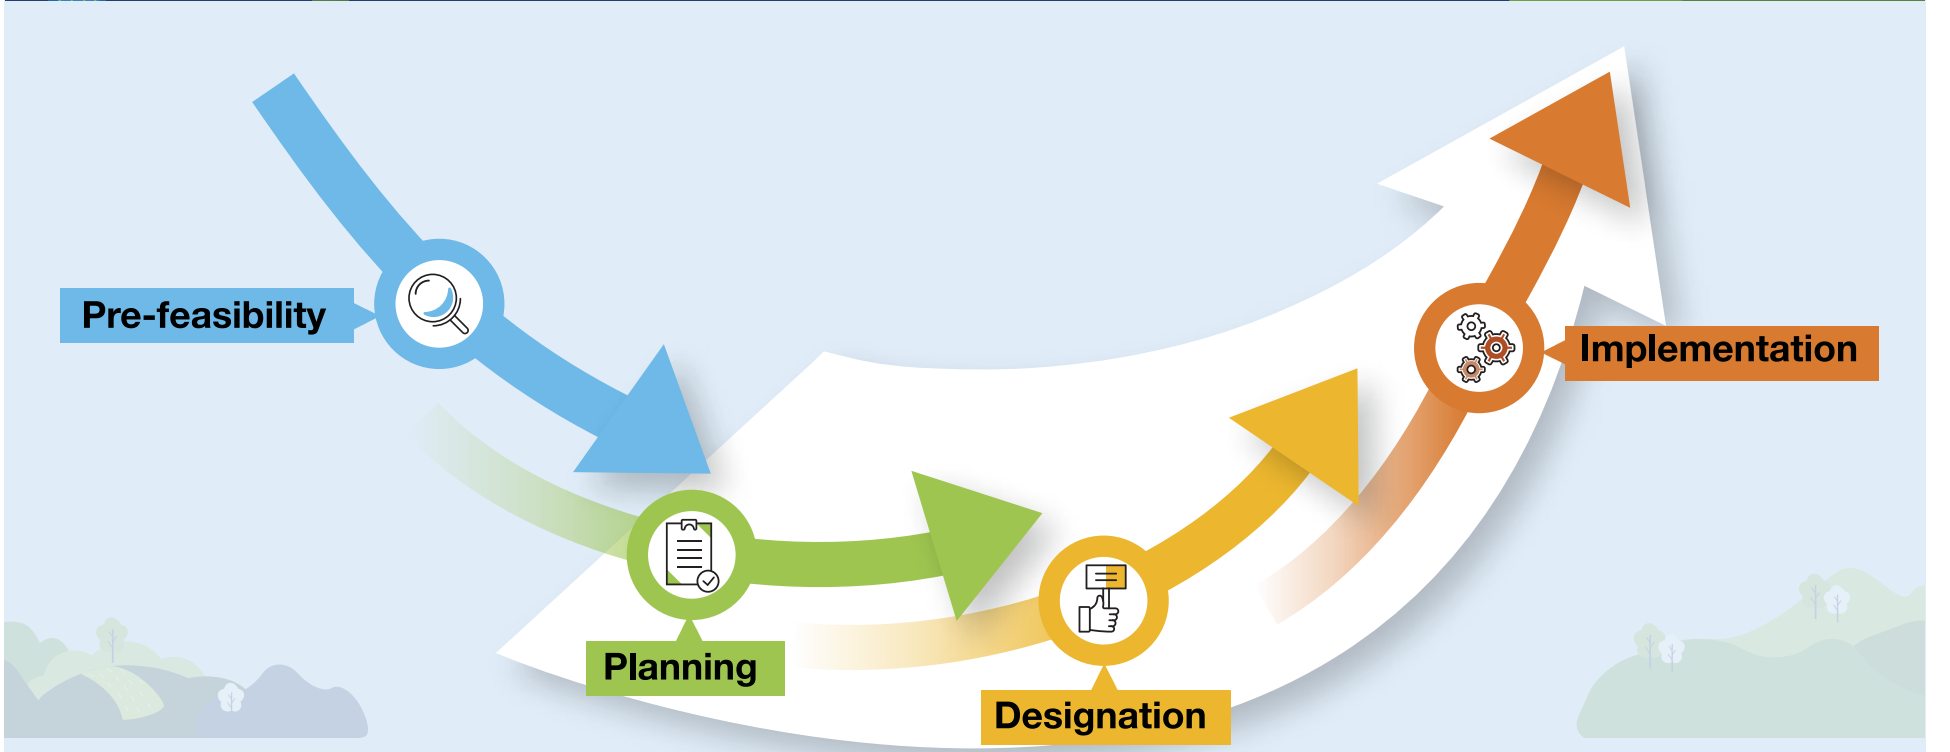 Pre-feasibility
Planning
Designation
Implementation